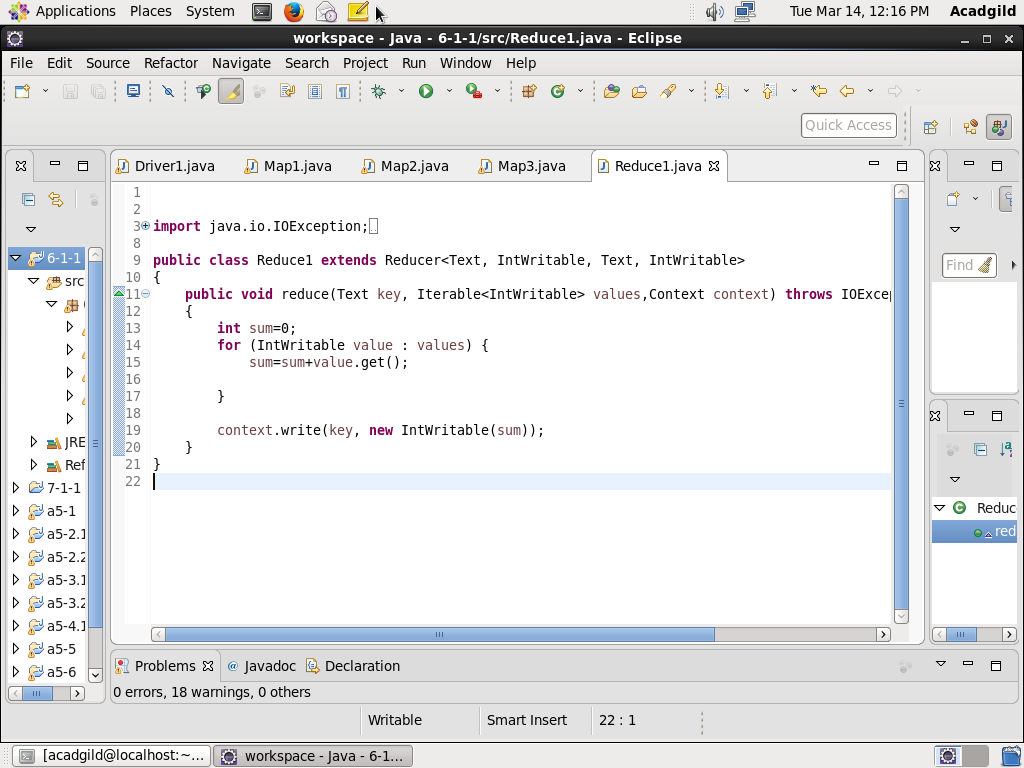 Applications Places System Tue Mar 14, 12:16 PM Acadgild
workspace - Java - 6-1-1/src/Reduce1.java - Eclipse
File Edit Source Refactor Navigate Search Project Run Window Help
Quick Access
Driver1.java Map1.java Map2.java Map3.java Reduce1.java
1
2
3 import java.io.IOException;
8
9 public class Reduce1 extends Reducer<Text, IntWritable, Text, IntWritable>
10 {
11 public void reduce(Text key, Iterable<IntWritable> values,Context context) throws IOExcep
12 {
13 int sum=0;
14 for (IntWritable value : values) {
15 sum=sum+value.get();
16
17 }
18
19 context.write(key, new IntWritable(sum));
20 }
21 }
22
6-1-1
src
JRE
Ref
7-1-1
a5-1
a5-2.1
a5-2.2
a5-3.1
a5-3.2
a5-4.1
a5-5
a5-6
Find
Reduc
red
Problems @ Javadoc Declaration
0 errors, 18 warnings, 0 others
Writable Smart Insert 22 : 1
[acadgild@localhost:~... workspace - Java - 6-1...